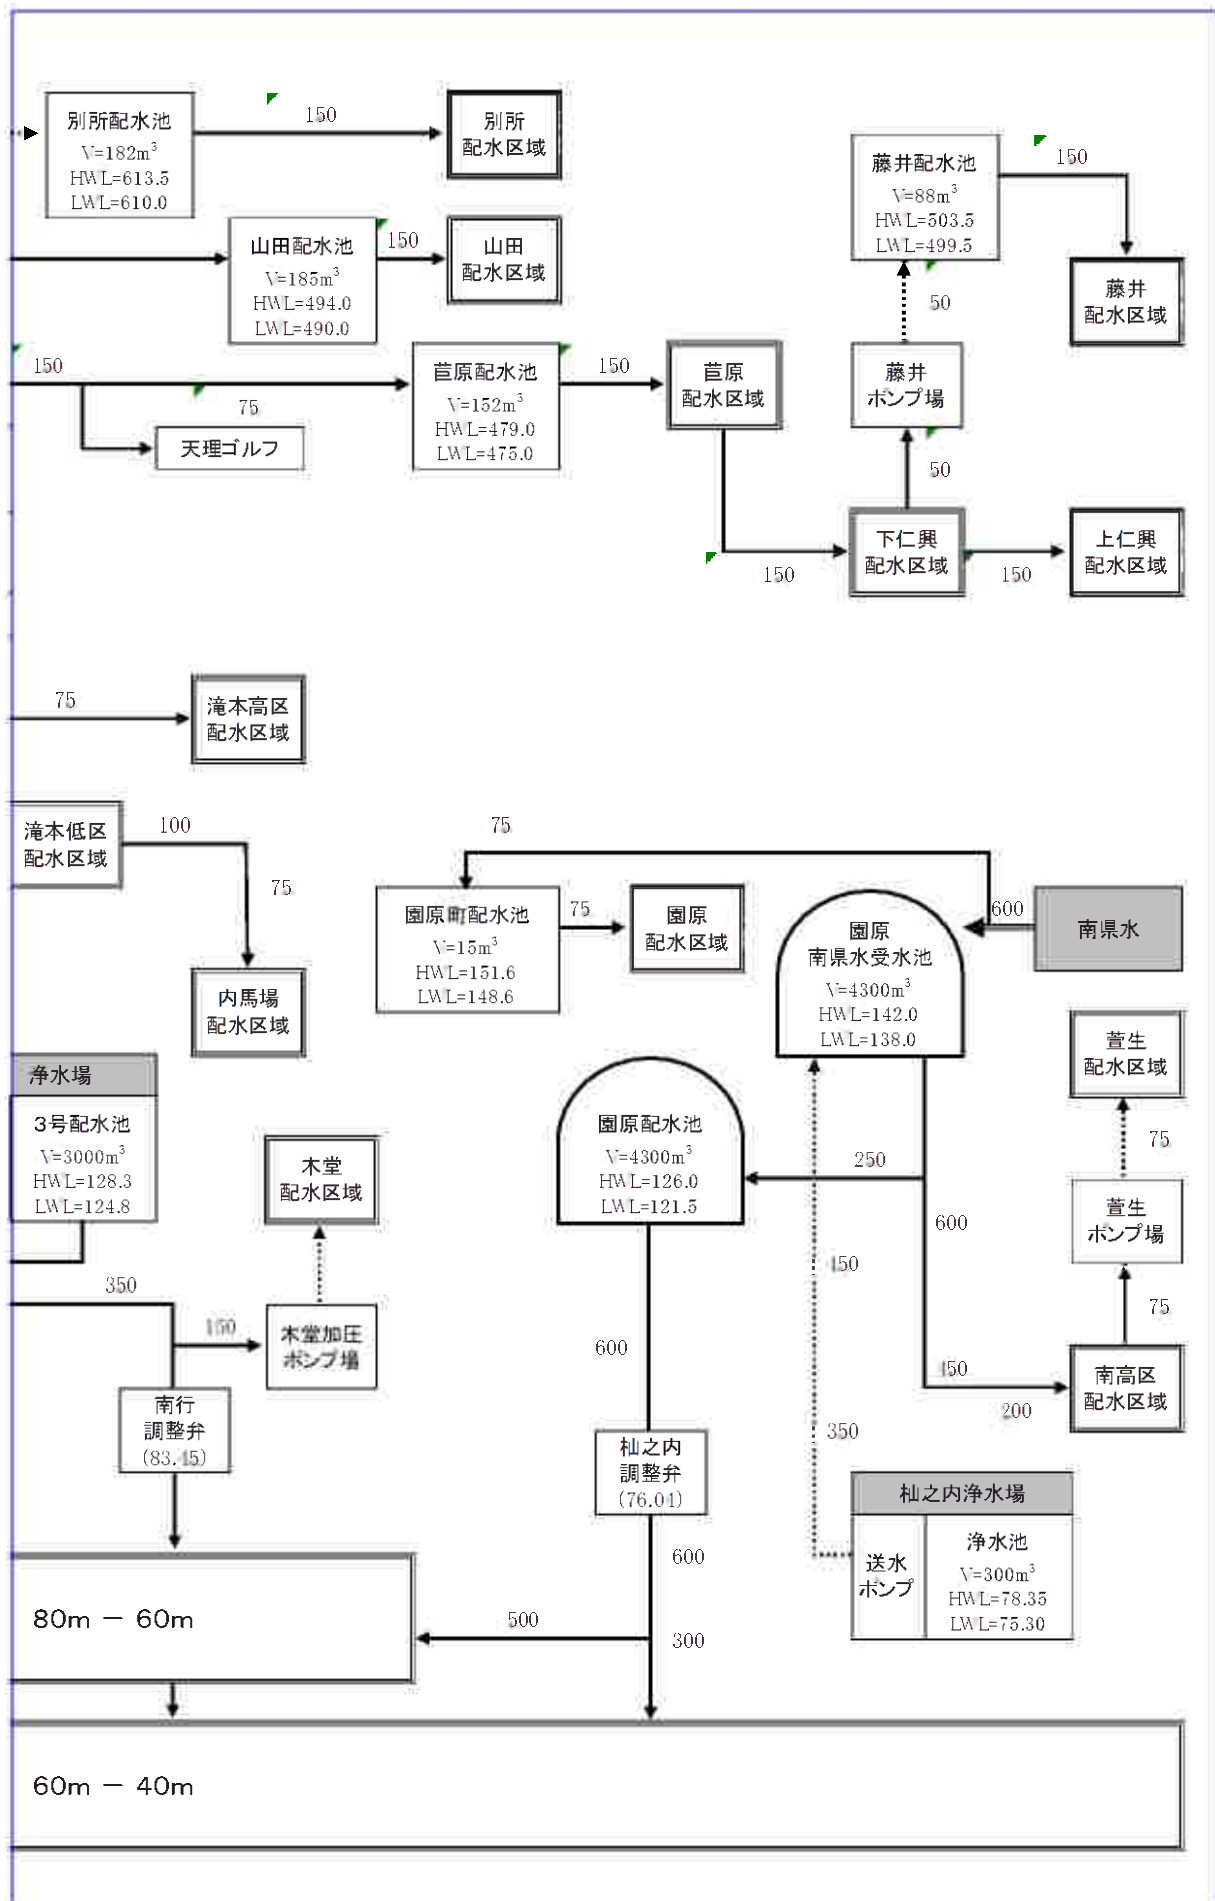 150
別所配水池
V=182m³
HWL=613.5
LWL=610.0
別所
配水区域
藤井配水池
V=88m³
HWL=503.5
LWL=499.5
150
山田配水池
V=185m³
HWL=494.0
LWL=490.0
150
山田
配水区域
藤井
配水区域
50
150
75
天理ゴルフ
苣原配水池
V=152m³
HWL=479.0
LWL=475.0
150
苣原
配水区域
藤井
ポンプ場
50
150
下仁興
配水区域
150
上仁興
配水区域
75
滝本高区
配水区域
滝本低区
配水区域
100
75
内馬場
配水区域
75
園原町配水池
V=15m³
HWL=151.6
LWL=148.6
75
園原
配水区域
園原
南県水受水池
V=4300m³
HWL=142.0
LWL=138.0
600
南県水
萱生
配水区域
75
萱生
ポンプ場
75
浄水場
3号配水池
V=3000m³
HWL=128.3
LWL=124.8
木堂
配水区域
園原配水池
V=4300m³
HWL=126.0
LWL=121.5
250
600
450
350
150
木堂加圧
ポンプ場
600
450
200
南高区
配水区域
南行
調整弁
(83.45)
杣之内
調整弁
(76.04)
350
杣之内浄水場
送水
ポンプ
浄水池
V=300m³
HWL=78.35
LWL=75.30
600
80m － 60m
500
300
60m － 40m